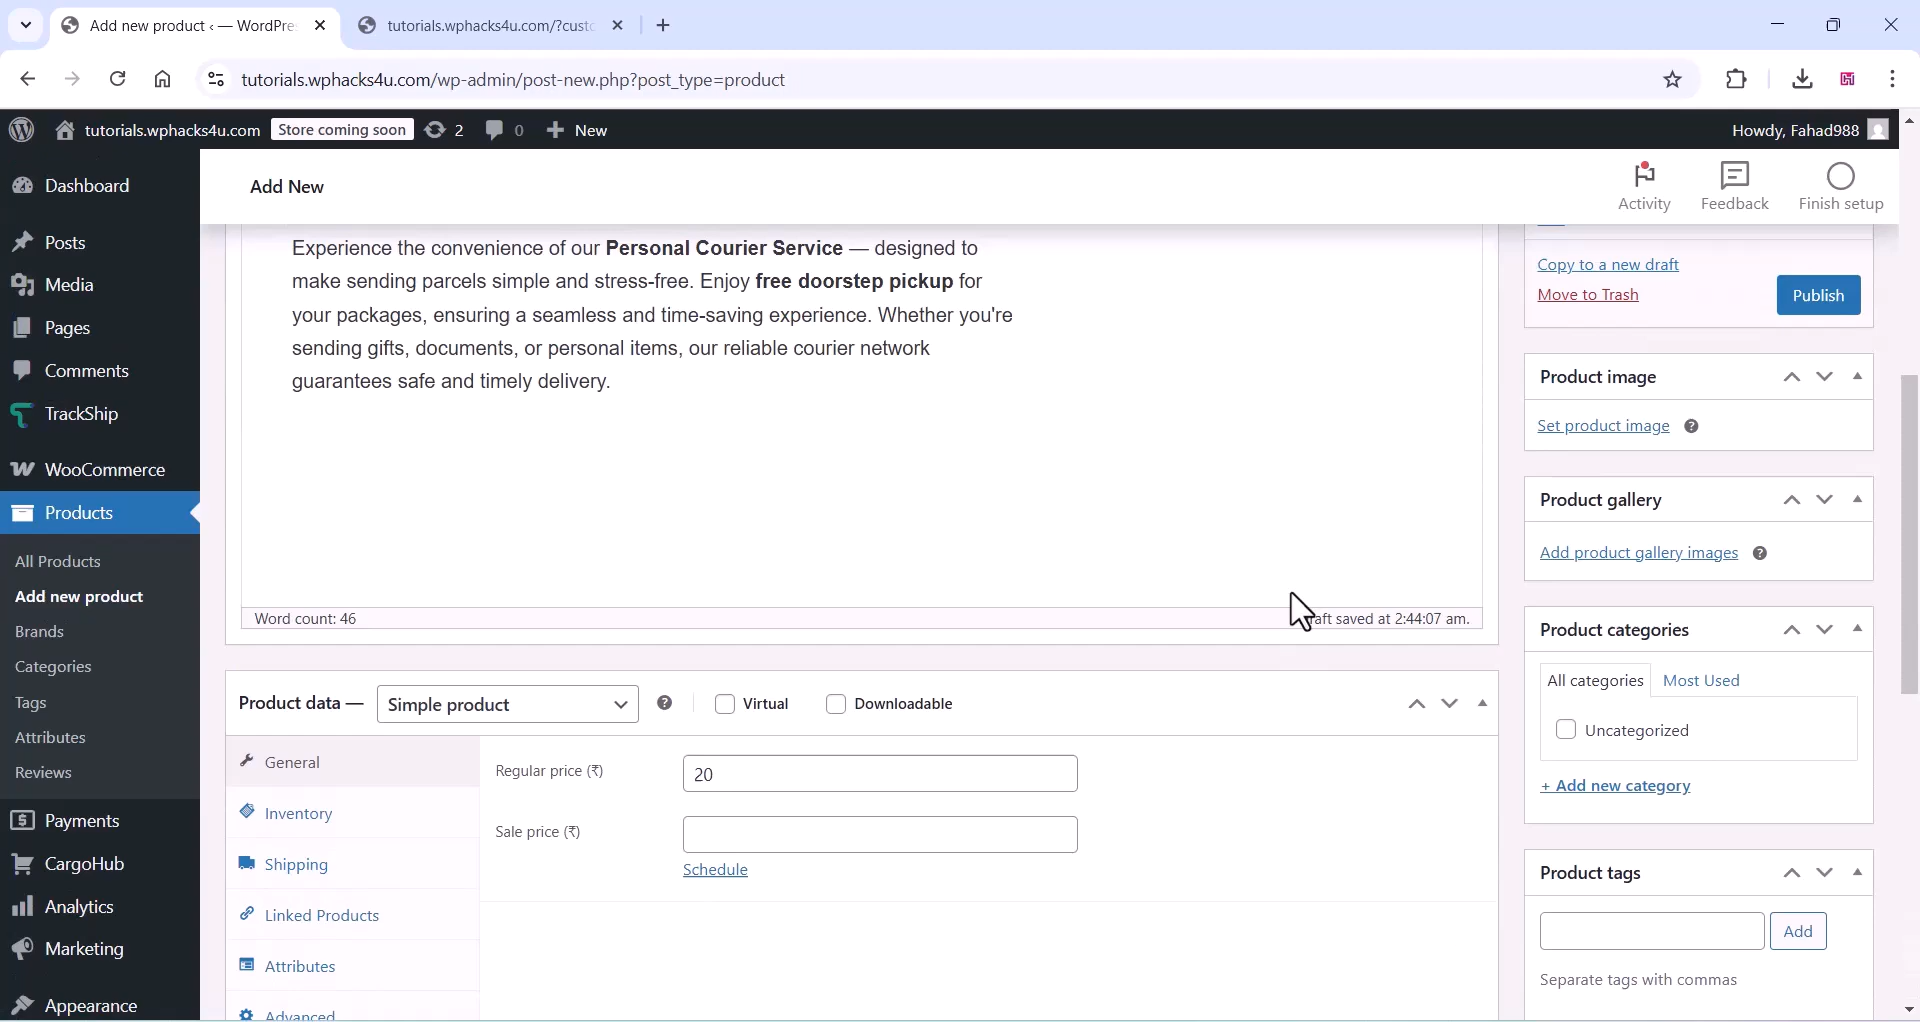 Add new product ‹ — WordPre
tutorials.wphacks4u.com/?custo
tutorials.wphacks4u.com/wp-admin/post-new.php?post_type=product
tutorials.wphacks4u.com
Store coming soon
2
0
New
Howdy, Fahad988
Add New
Activity
Feedback
Finish setup
Dashboard
Posts
Media
Pages
Comments
TrackShip
WooCommerce
Products
All Products
Add new product
Brands
Categories
Tags
Attributes
Reviews
Payments
CargoHub
Analytics
Marketing
Appearance
Experience the convenience of our Personal Courier Service — designed to
make sending parcels simple and stress-free. Enjoy free doorstep pickup for
your packages, ensuring a seamless and time-saving experience. Whether you're
sending gifts, documents, or personal items, our reliable courier network
guarantees safe and timely delivery.
Word count: 46
raft saved at 2:44:07 am.
Product data —
Simple product
Virtual
Downloadable
General
Inventory
Shipping
Linked Products
Attributes
Advanced
Regular price (₹)
20
Sale price (₹)
Schedule
Copy to a new draft
Move to Trash
Publish
Product image
Set product image
Product gallery
Add product gallery images
Product categories
All categories
Most Used
Uncategorized
+ Add new category
Product tags
Add
Separate tags with commas